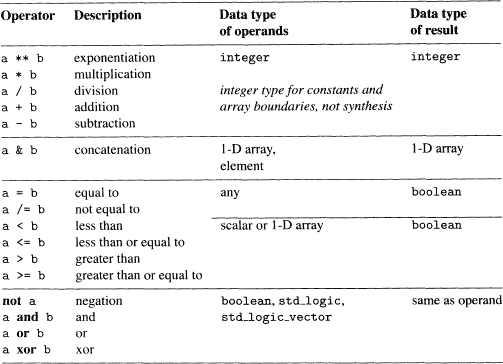 Operator Description Data type of operands Data type of result
a ** b exponentiation integer integer
a * b multiplication
a / b division integer type for constants and
a + b addition array boundaries, not synthesis
a - b subtraction
a & b concatenation 1-D array, 1-D array
element
a = b equal to any boolean
a /= b not equal to
a < b less than scalar or 1-D array boolean
a <= b less than or equal to
a > b greater than
a >= b greater than or equal to
not a negation boolean, std_logic, same as operand
a and b and std_logic_vector
a or b or
a xor b xor